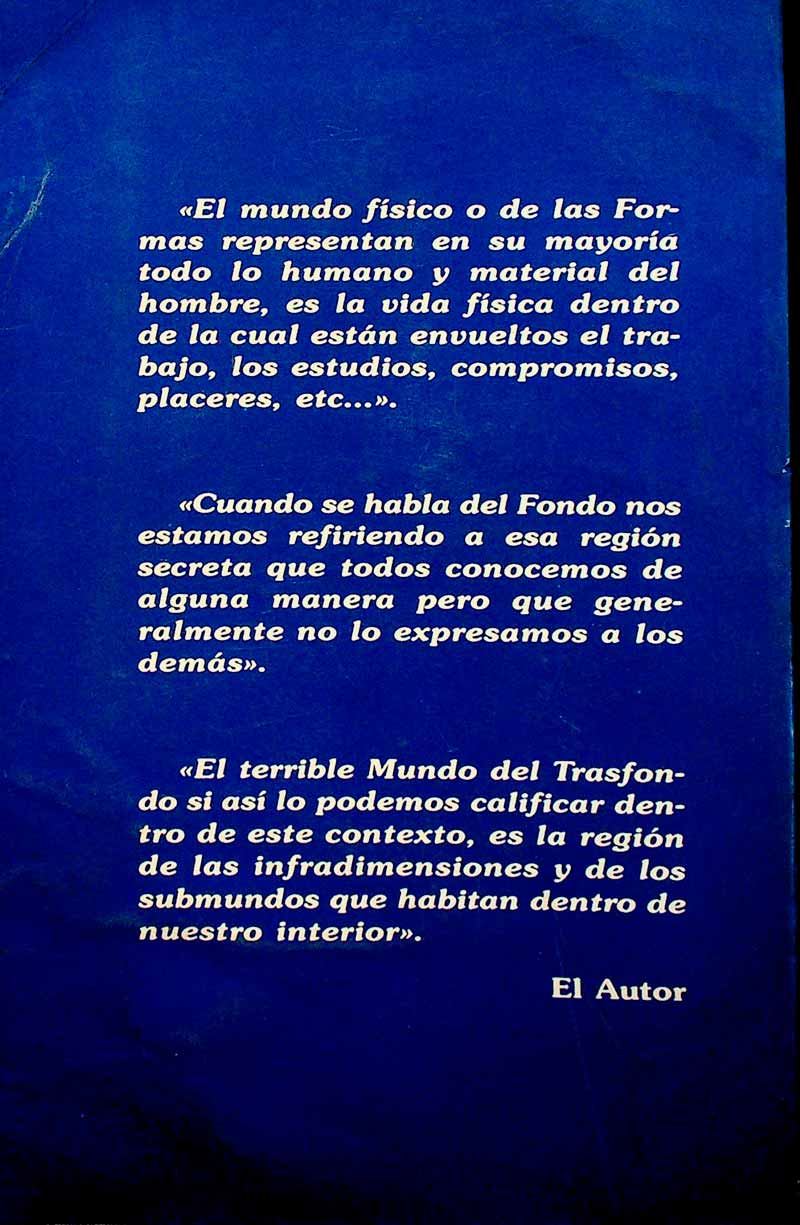 «El mundo físico o de las For-
mas representan en su mayoría
todo lo humano y material del
hombre, es la vida física dentro
de la cual están envueltos el tra-
bajo, los estudios, compromisos,
placeres, etc...».
«Cuando se habla del Fondo nos
estamos refiriendo a esa región
secreta que todos conocemos de
alguna manera pero que gene-
ralmente no lo expresamos a los
demás».
«El terrible Mundo del Trasfon-
do si así lo podemos calificar den-
tro de este contexto, es la región
de las infradimensiones y de los
submundos que habitan dentro de
nuestro interior».
El Autor